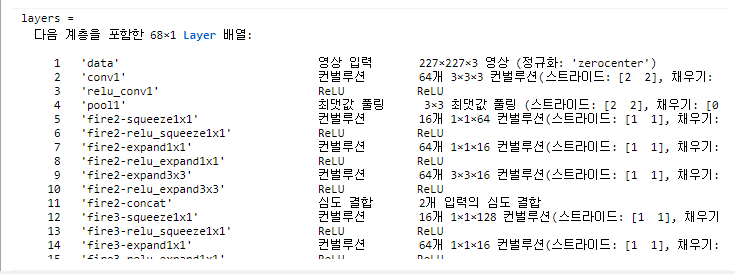 layers =
다음 계층을 포함한 68×1 Layer 배열:
1 'data' 영상 입력 227×227×3 영상 (정규화: 'zerocenter')
2 'conv1' 컨벌루션 64개 3×3×3 컨벌루션(스트라이드: [2 2], 채우기:
3 'relu_conv1' ReLU ReLU
4 'pool1' 최댓값 풀링 3×3 최댓값 풀링 (스트라이드: [2 2], 채우기: [0
5 'fire2-squeeze1x1' 컨벌루션 16개 1×1×64 컨벌루션(스트라이드: [1 1], 채우기:
6 'fire2-relu_squeeze1x1' ReLU ReLU
7 'fire2-expand1x1' 컨벌루션 64개 1×1×16 컨벌루션(스트라이드: [1 1], 채우기:
8 'fire2-relu_expand1x1' ReLU ReLU
9 'fire2-expand3x3' 컨벌루션 64개 3×3×16 컨벌루션(스트라이드: [1 1], 채우기:
10 'fire2-relu_expand3x3' ReLU ReLU
11 'fire2-concat' 심도 결합 2개 입력의 심도 결합
12 'fire3-squeeze1x1' 컨벌루션 16개 1×1×128 컨벌루션(스트라이드: [1 1], 채우기
13 'fire3-relu_squeeze1x1' ReLU ReLU
14 'fire3-expand1x1' 컨벌루션 64개 1×1×16 컨벌루션(스트라이드: [1 1], 채우기:
15 'fire3-relu_expand1x1' ReLU ReLU